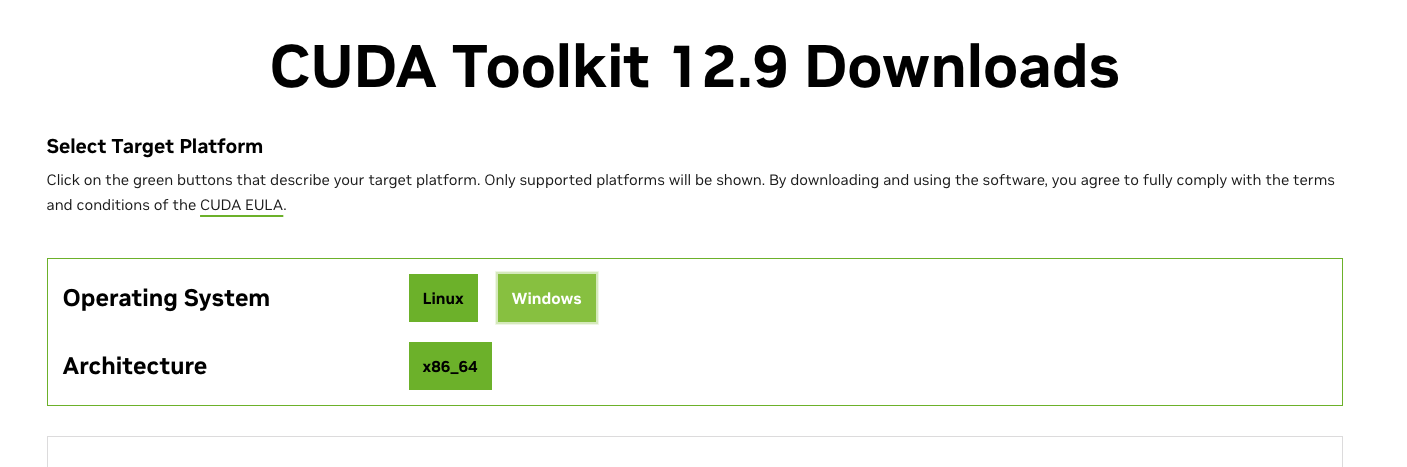 CUDA Toolkit 12.9 Downloads
Select Target Platform
Click on the green buttons that describe your target platform. Only supported platforms will be shown. By downloading and using the software, you agree to fully comply with the terms
and conditions of the CUDA EULA.
Operating System Linux Windows
Architecture x86_64